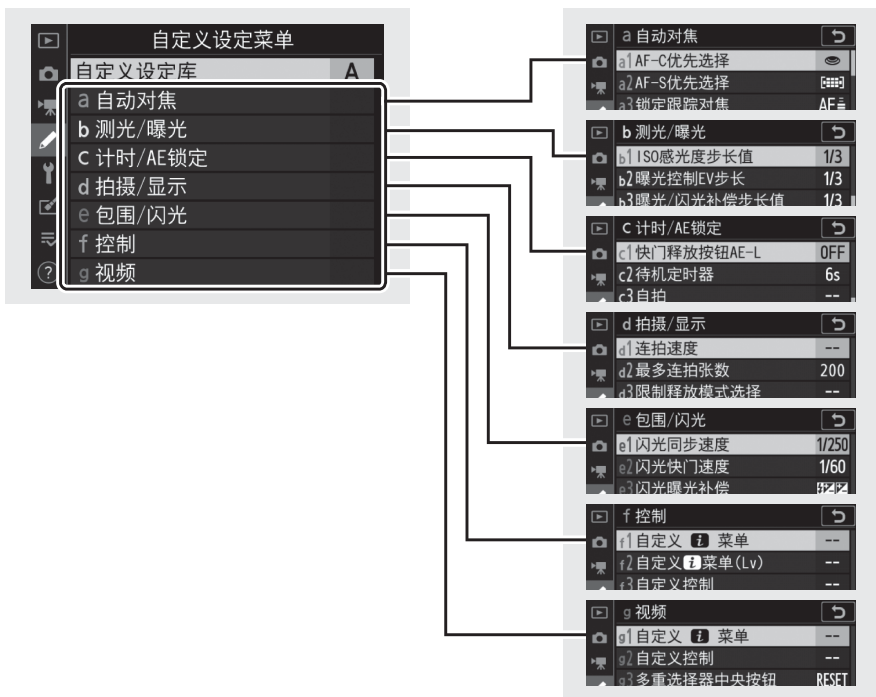 自定义设定菜单
自定义设定库 A
a 自动对焦
b 测光/曝光
c 计时/AE锁定
d 拍摄/显示
e 包围/闪光
f 控制
g 视频
a 自动对焦
a1 AF-C优先选择
a2 AF-S优先选择
a3 锁定跟踪对焦 AF
b 测光/曝光
b1 ISO感光度步长值 1/3
b2 曝光控制EV步长 1/3
b3 曝光/闪光补偿步长值 1/3
c 计时/AE锁定
c1 快门释放按钮AE-L OFF
c2 待机定时器 6s
c3 自拍 --
d 拍摄/显示
d1 连拍速度 --
d2 最多连拍张数 200
d3 限制释放模式选择 --
e 包围/闪光
e1 闪光同步速度 1/250
e2 闪光快门速度 1/60
e3 闪光曝光补偿
f 控制
f1 自定义 i 菜单 --
f2 自定义 i 菜单(Lv) --
f3 自定义控制 --
g 视频
g1 自定义 i 菜单 --
g2 自定义控制 --
g3 多重选择器中央按钮 RESET